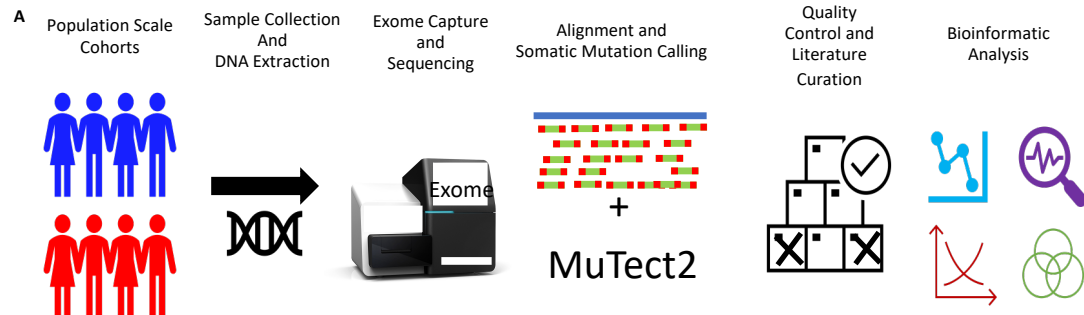 A
Population Scale
Cohorts
Sample Collection
And
DNA Extraction
Exome Capture
and
Sequencing
Alignment and
Somatic Mutation Calling
Quality
Control and
Literature
Curation
Bioinformatic
Analysis
Exome
+
MuTect2